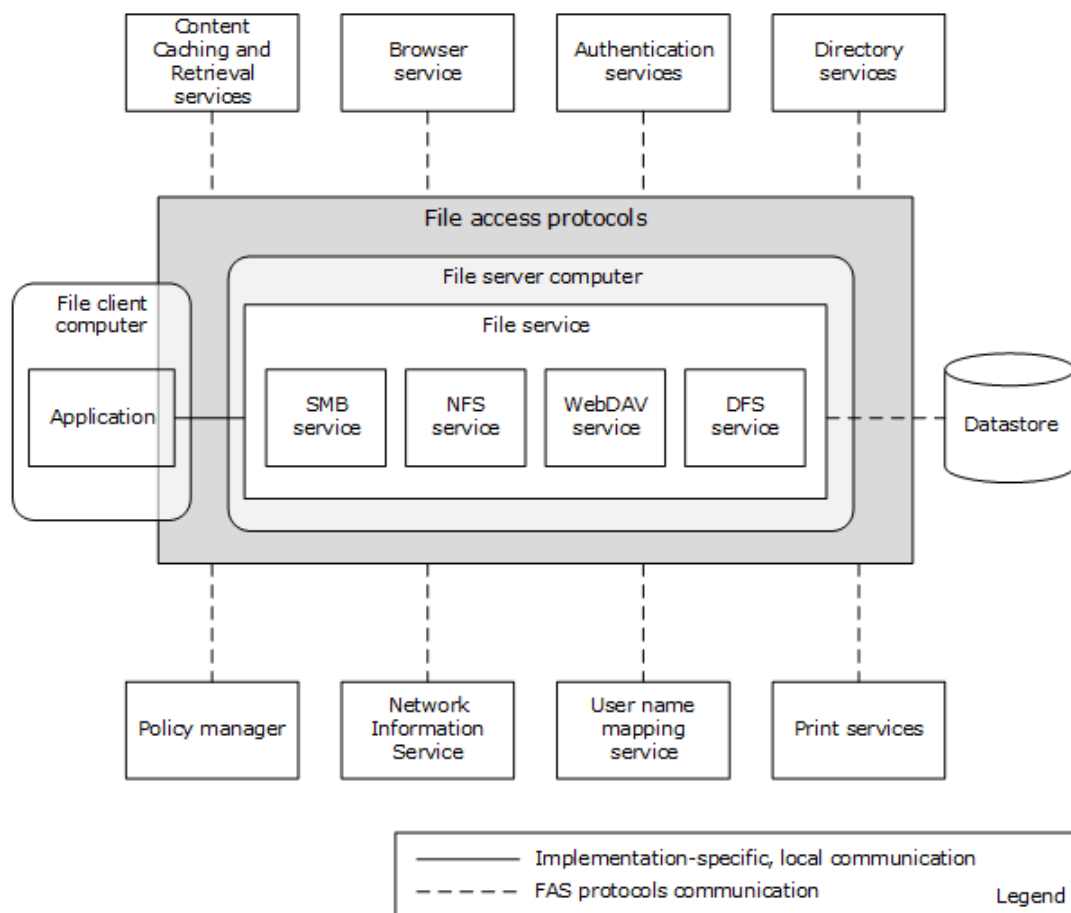 Content
Caching and
Retrieval
services
Browser
service
Authentication
services
Directory
services
File access protocols
File server computer
File client
computer
File service
Application
SMB
service
NFS
service
WebDAV
service
DFS
service
Datastore
Policy manager
Network
Information
Service
User name
mapping
service
Print services
Implementation-specific, local communication
FAS protocols communication
Legend